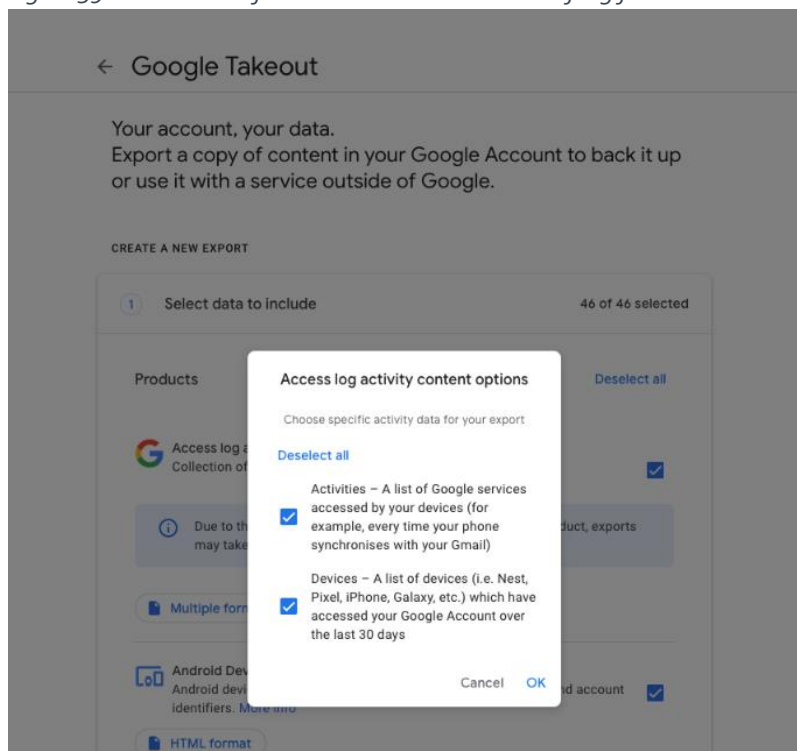 ← Google Takeout
Your account, your data.
Export a copy of content in your Google Account to back it up
or use it with a service outside of Google.
CREATE A NEW EXPORT
1 Select data to include 46 of 46 selected
Products Deselect all
Access log
Collection of
Due to
duct, exports
may take
Multiple
Access log activity content options
Choose specific activity data for your export
Deselect all
Activities – A list of Google services
accessed by your devices (for
example, every time your phone
synchronises with your Gmail)
Devices – A list of devices (i.e. Nest,
Pixel, iPhone, Galaxy, etc.) which have
accessed your Google Account over
the last 30 days
Cancel OK
Android
Android
account
identifiers.
HTML format